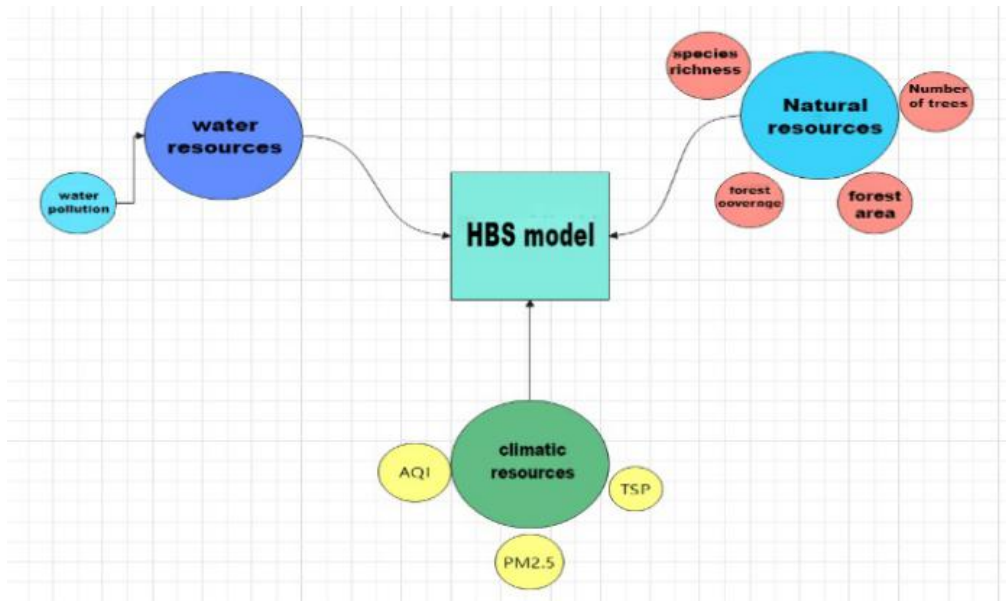 species
richness
Number
of trees
Natural
resources
water
resources
water
pollution
forest
ooverage
forest
area
HBS model
climatic
resources
AQI
TSP
PM2.5